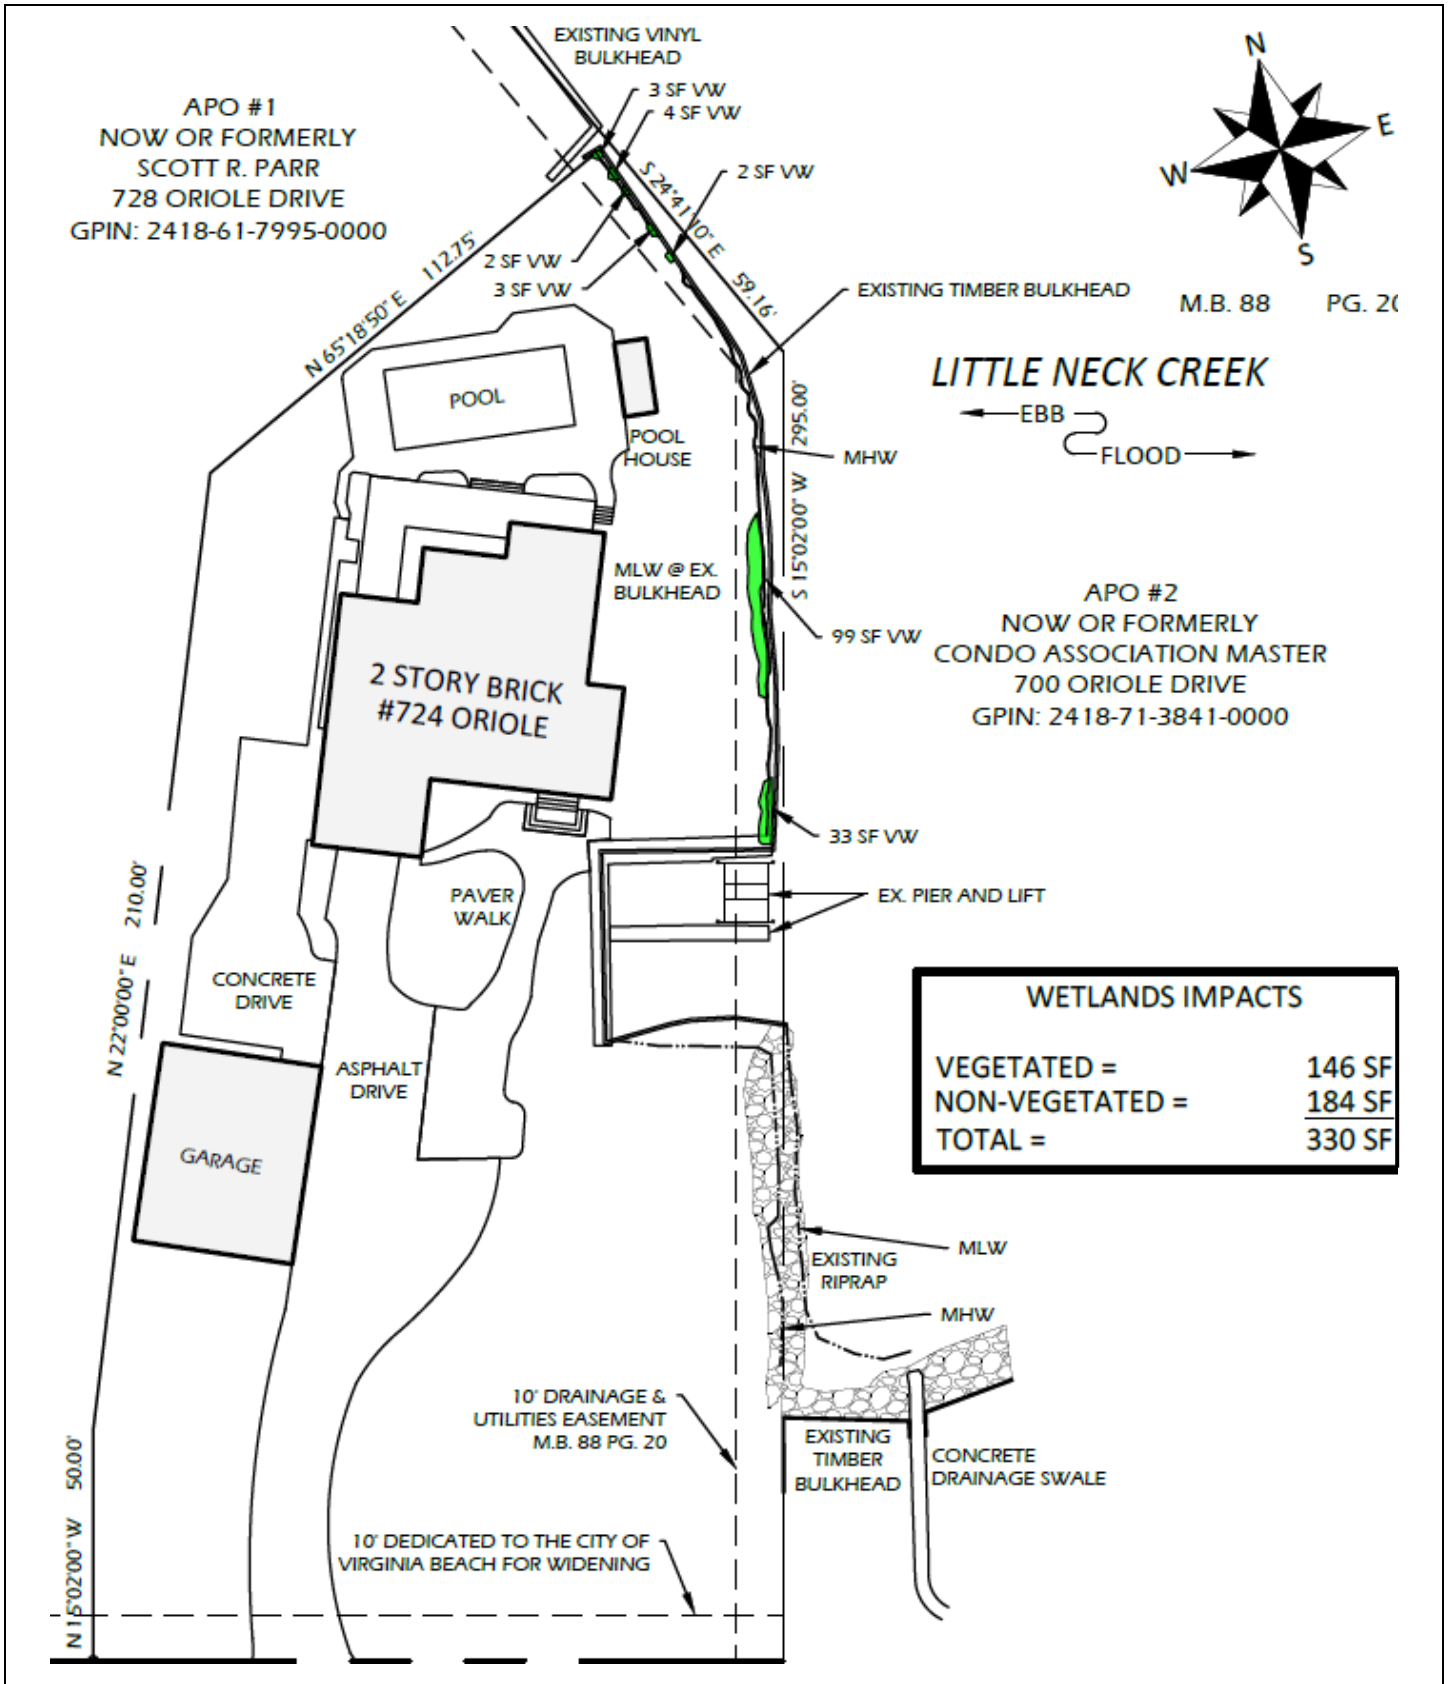 EXISTING VINYL
BULKHEAD
3 SF VW
4 SF VW
2 SF VW
APO #1
NOW OR FORMERLY
SCOTT R. PARR
728 ORIOLE DRIVE
GPIN: 2418-61-7995-0000
N
E
W
S
S 24°41'10" E 59.16'
N 65°18'50" E 112.75'
2 SF VW
3 SF VW
EXISTING TIMBER BULKHEAD
M.B. 88 PG. 20
LITTLE NECK CREEK
EBB
FLOOD
POOL
POOL
HOUSE
MHW
S 15°02'00" W 295.00'
MLW @ EX.
BULKHEAD
99 SF VW
APO #2
NOW OR FORMERLY
CONDO ASSOCIATION MASTER
700 ORIOLE DRIVE
GPIN: 2418-71-3841-0000
2 STORY BRICK
#724 ORIOLE
33 SF VW
EX. PIER AND LIFT
PAVER
WALK
N 22°00'00" E 210.00'
CONCRETE
DRIVE
ASPHALT
DRIVE
GARAGE
WETLANDS IMPACTS
VEGETATED = 146 SF
NON-VEGETATED = 184 SF
TOTAL = 330 SF
MLW
EXISTING
RIPRAP
MHW
10' DRAINAGE &
UTILITIES EASEMENT
M.B. 88 PG. 20
EXISTING
TIMBER
BULKHEAD
CONCRETE
DRAINAGE SWALE
N 15°02'00" W 50.00'
10' DEDICATED TO THE CITY OF
VIRGINIA BEACH FOR WIDENING